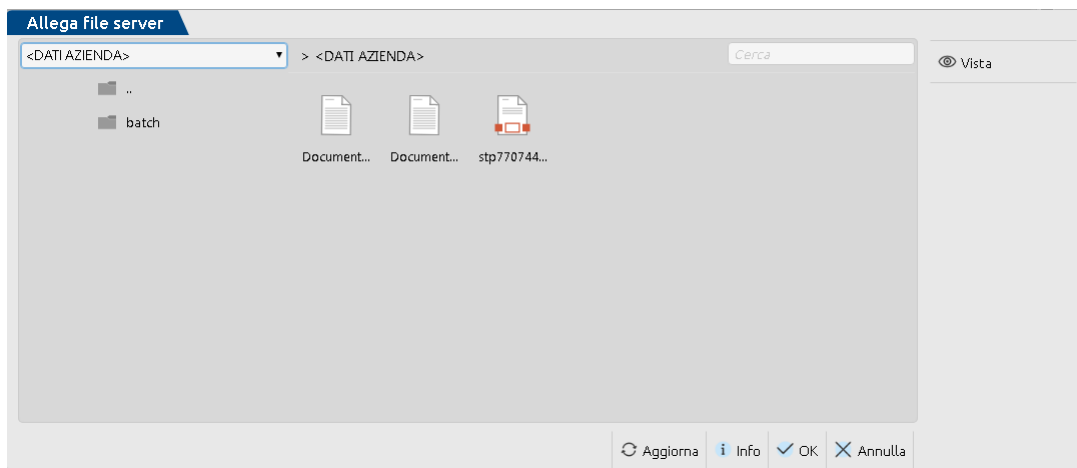 Allega file server
<DATI AZIENDA>
> <DATI AZIENDA>
Cerca
Vista
..
batch
Document...
Document...
stp770744...
Aggiorna
Info
OK
Annulla